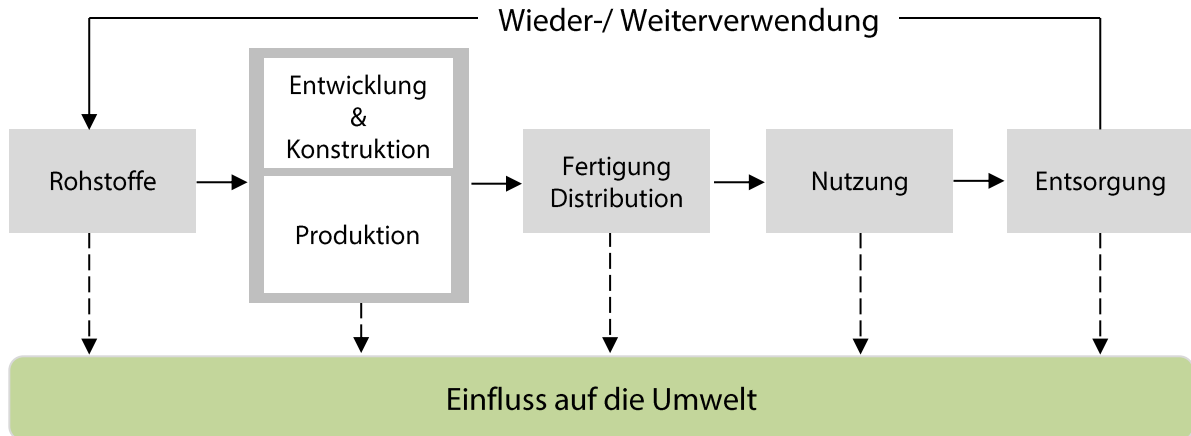 Wieder-/ Weiterverwendung
Entwicklung
&
Konstruktion
Rohstoffe
Produktion
Fertigung
Distribution
Nutzung
Entsorgung
Einfluss auf die Umwelt